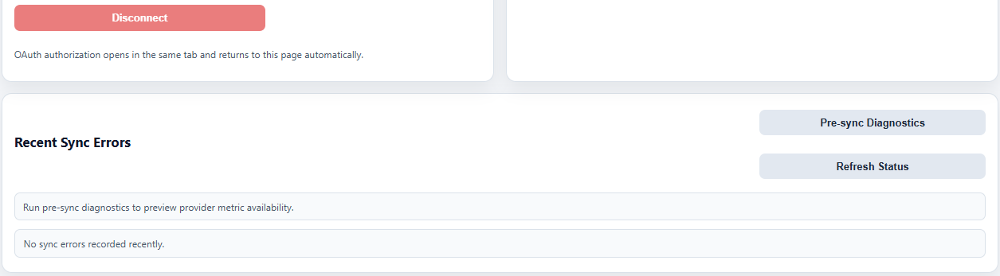 Disconnect
OAuth authorization opens in the same tab and returns to this page automatically.
Pre-sync Diagnostics
Recent Sync Errors
Refresh Status
Run pre-sync diagnostics to preview provider metric availability.
No sync errors recorded recently.